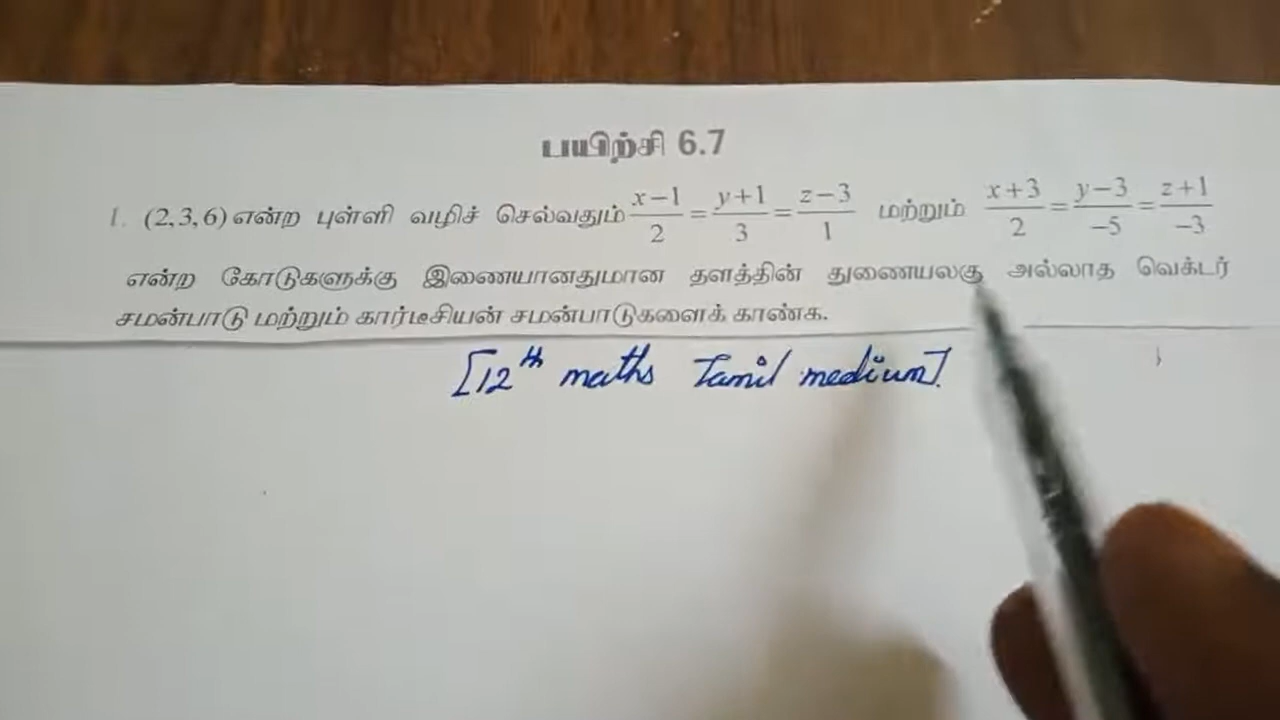 பயிற்சி 6.7
1. (2,3,6) என்ற புள்ளி வழிச் செல்வதும் (x−1)/2 = (y+1)/3 = (z−3)/1 மற்றும் (x+3)/2 = (y−3)/−5 = (z+1)/−3
என்ற கோடுகளுக்கு இணையானதுமான தளத்தின் துணையலகு அல்லாத வெக்டர்
சமன்பாடு மற்றும் கார்டீசியன் சமன்பாடுகளைக் காண்க.
[12th maths Tamil medium].